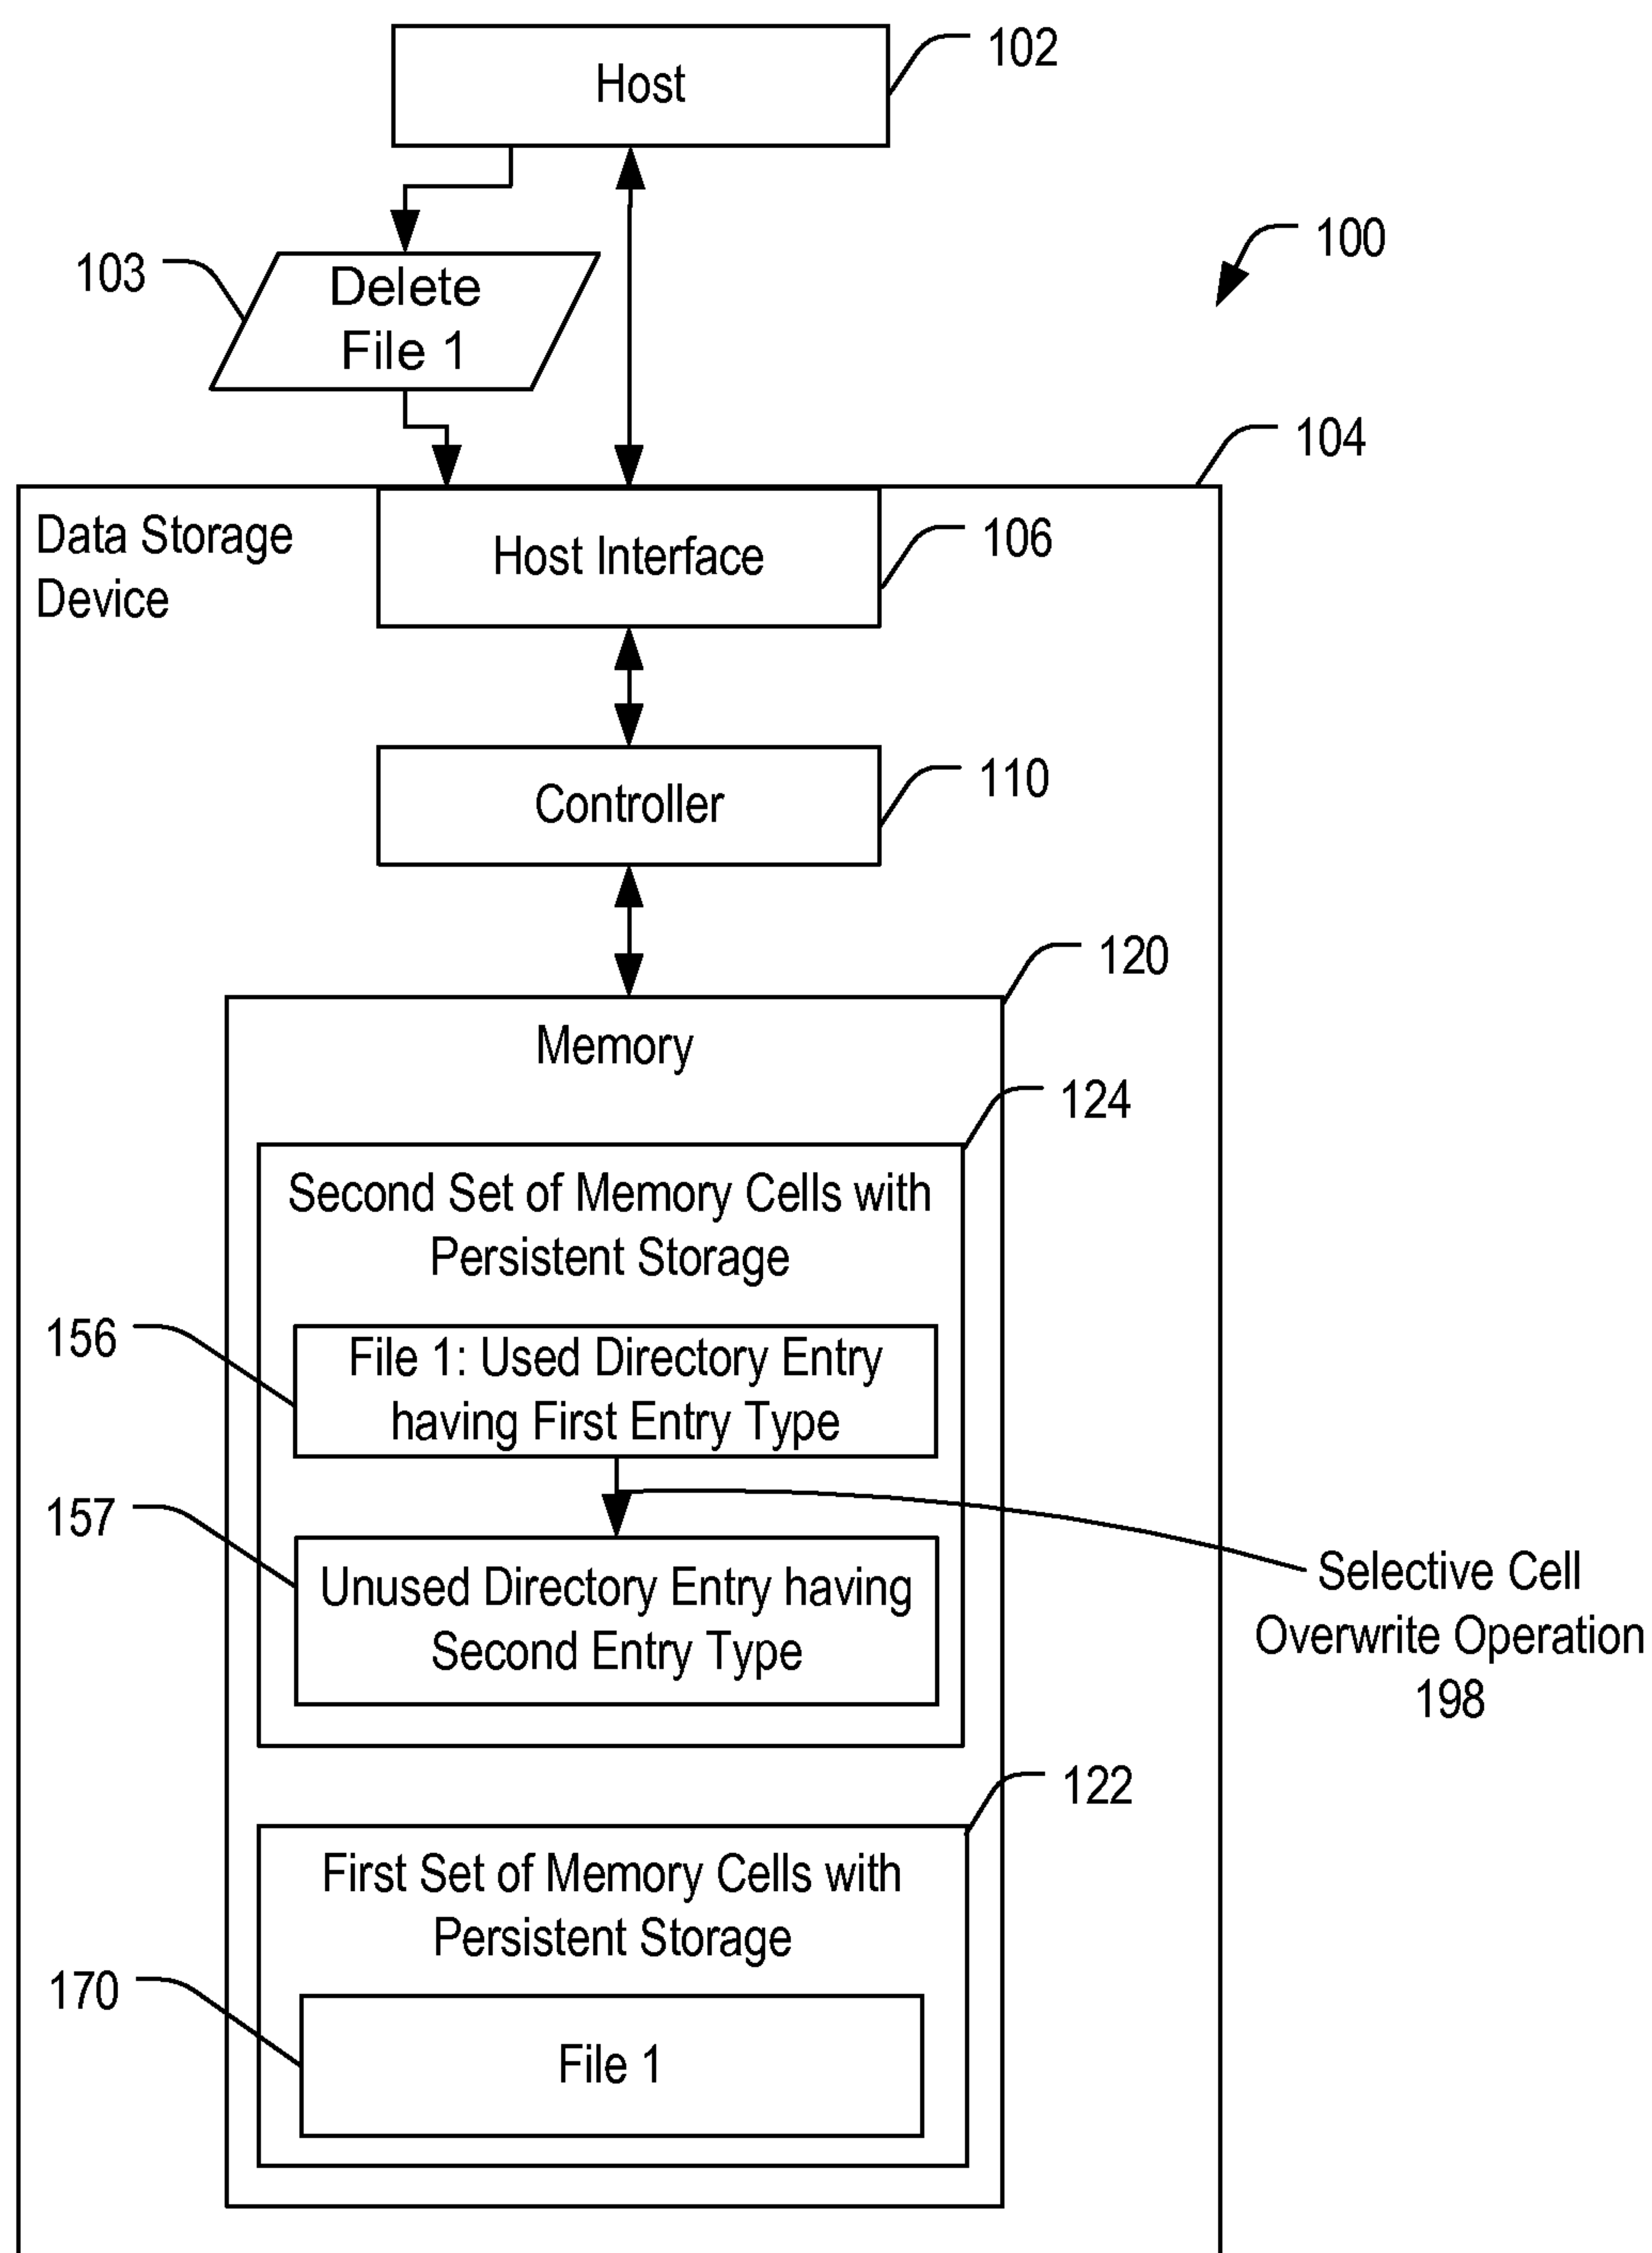 Host
102
100
103
Delete
File 1
104
Data Storage
Device
Host Interface
106
Controller
110
120
Memory
124
Second Set of Memory Cells with
Persistent Storage
156
File 1: Used Directory Entry
having First Entry Type
157
Unused Directory Entry having
Second Entry Type
Selective Cell
Overwrite Operation
198
122
First Set of Memory Cells with
Persistent Storage
170
File 1